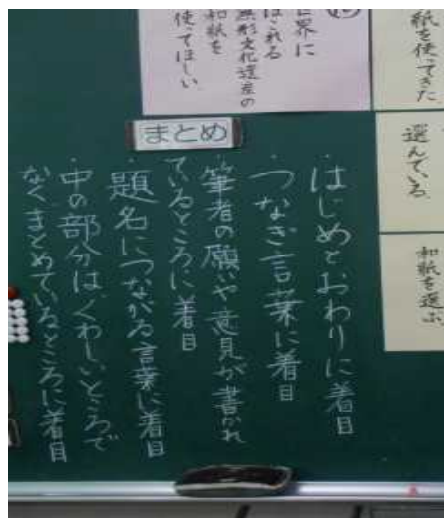 紙を使ってきた
選んでいる
和紙を選ぶ
世界に
ほこれる
無形文化遺産の
和紙を
使ってほしい
まとめ
・はじめとおわりに着目
・つなぎ言葉に着目
・筆者の願いや意見が書かれ
ているところに着目
・題名につながる言葉に着目
・中の部分は、くわしいところで
なくまとめているところに着目